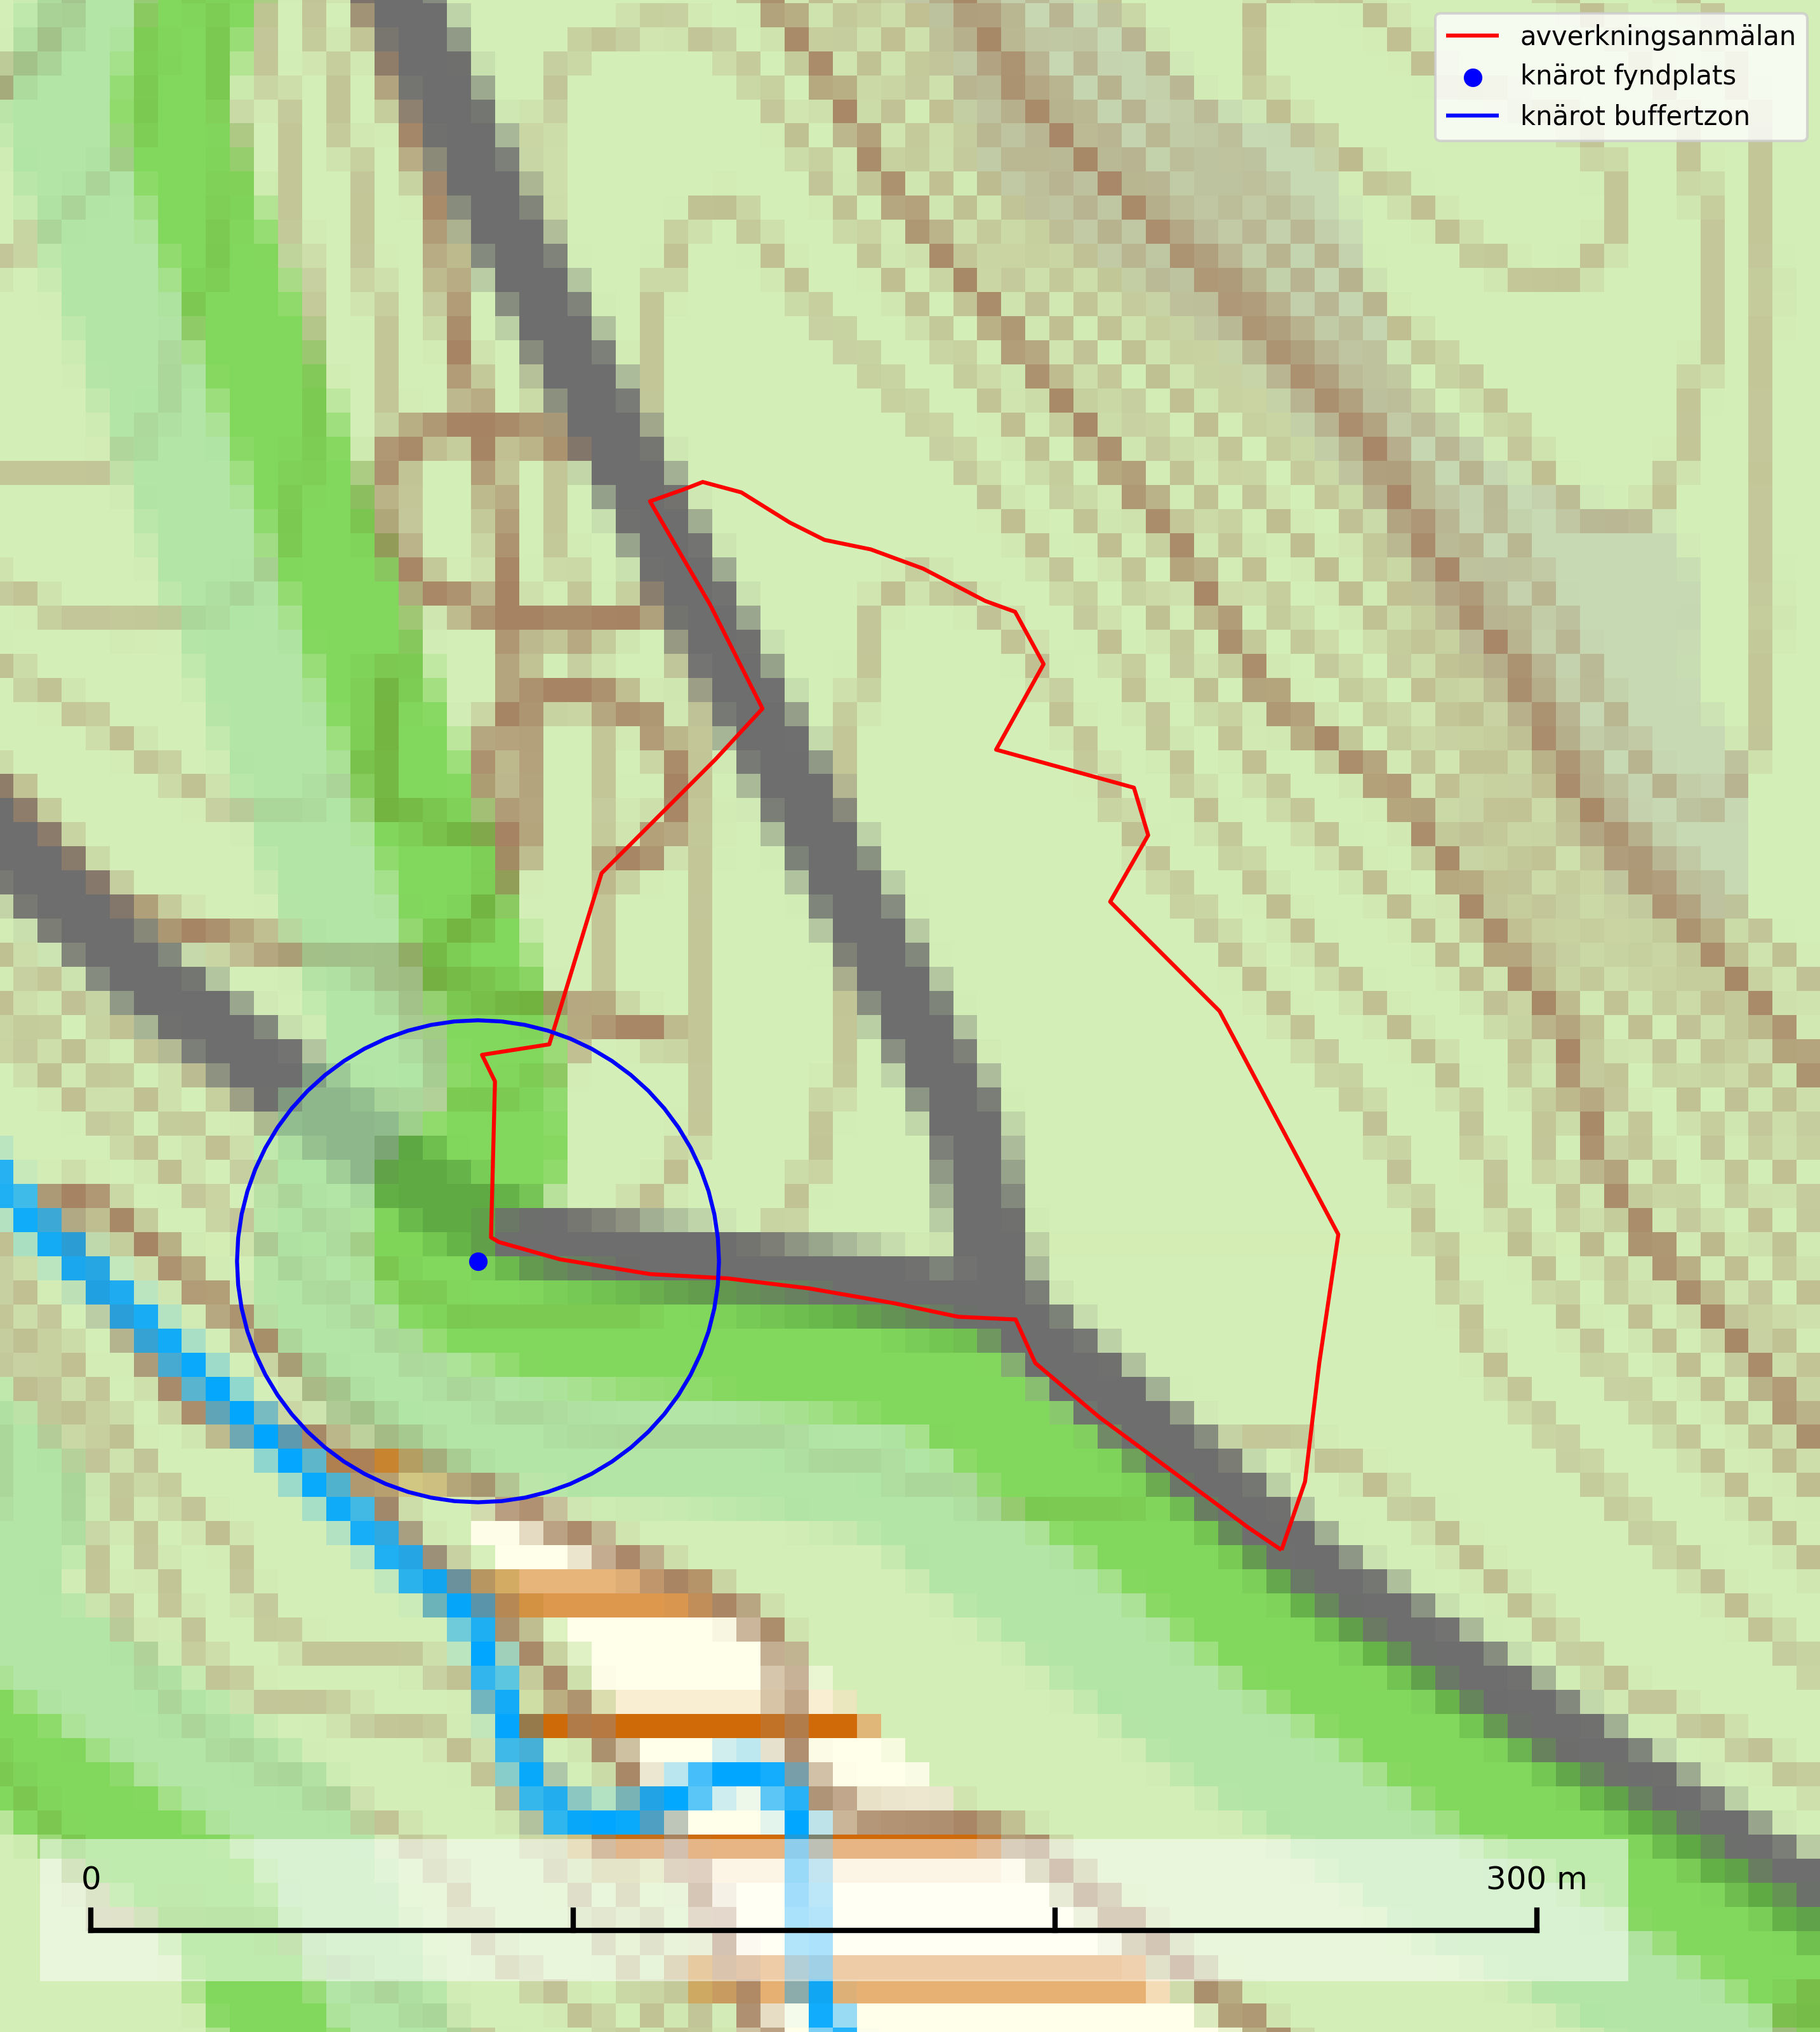 avverkningsanmälan
knärot fyndplats
knärot buffertzon
0 300 m